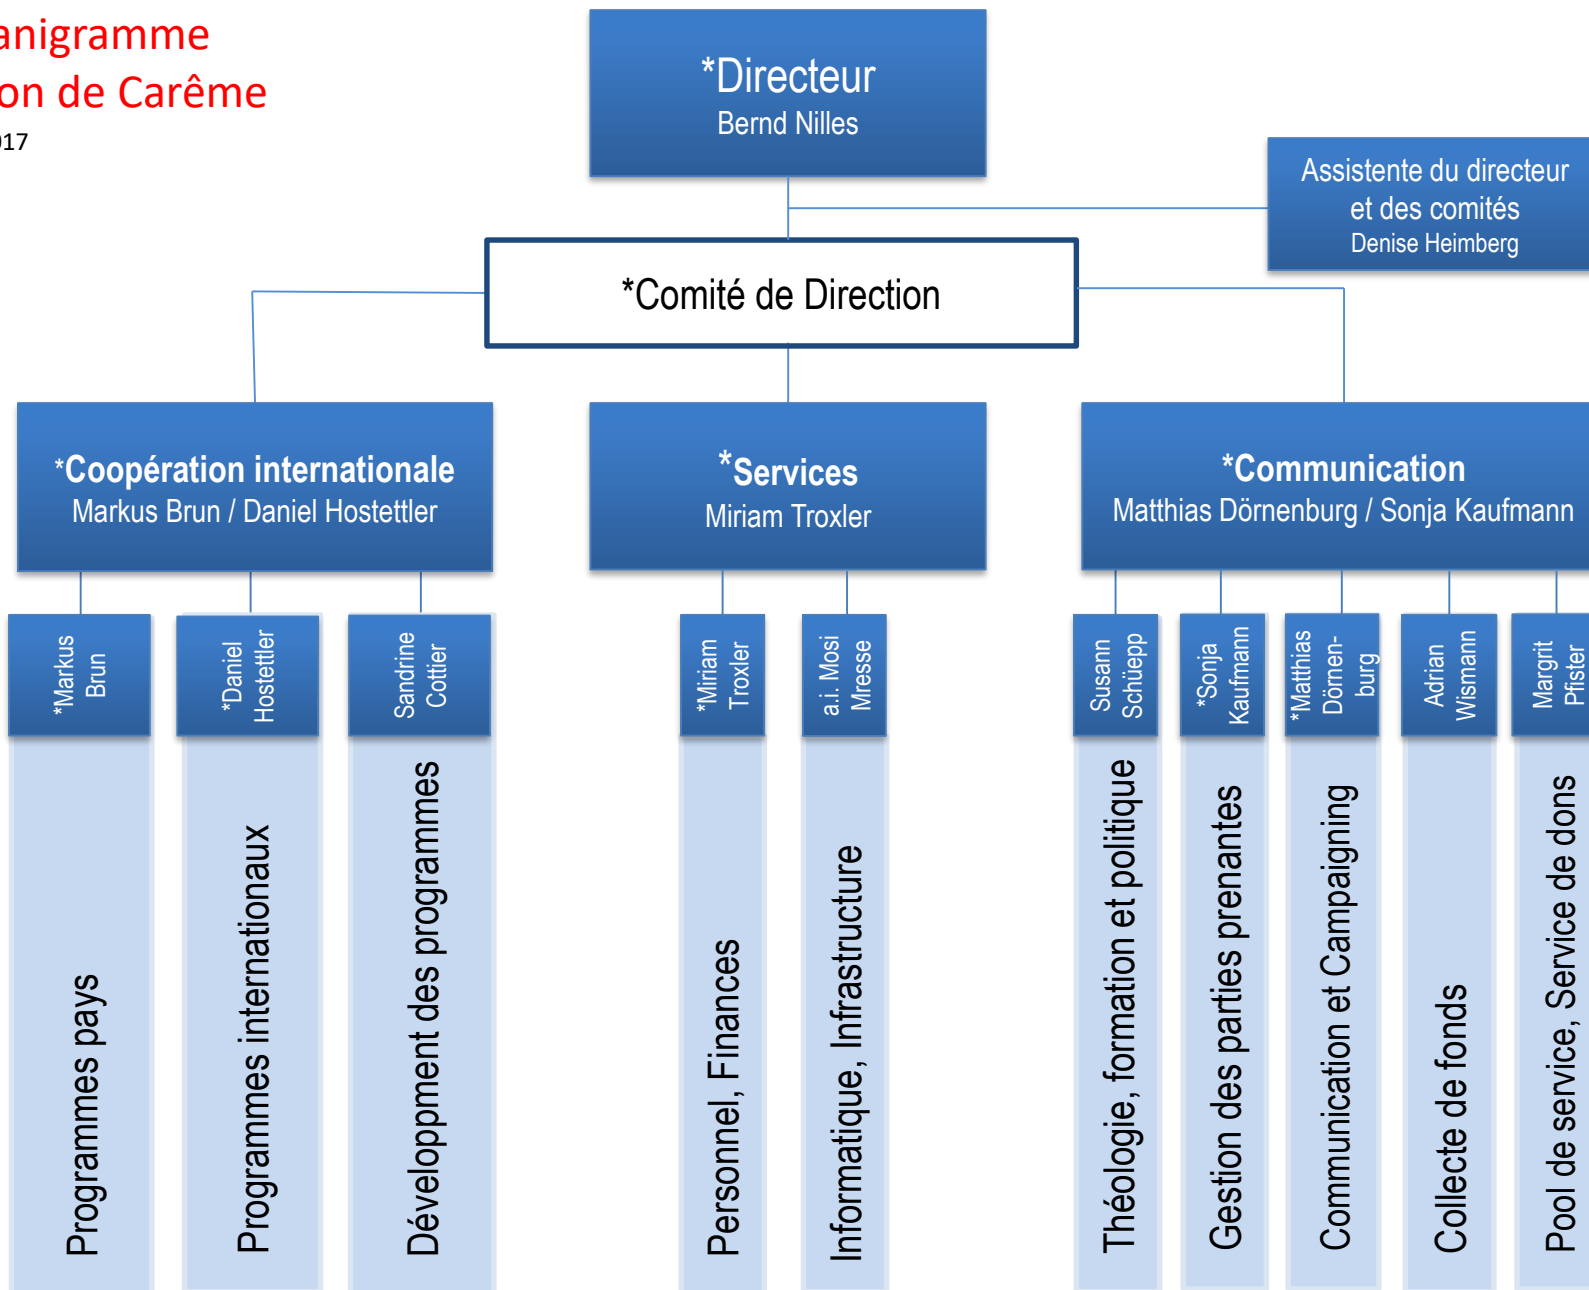 anigramme
on de Carême
017
*Directeur
Bernd Nilles
Assistente du directeur
et des comités
Denise Heimberg
*Comité de Direction
*Coopération internationale
Markus Brun / Daniel Hostettler
*Services
Miriam Troxler
*Communication
Matthias Dörnenburg / Sonja Kaufmann
*Markus
Brun
*Daniel
Hostettler
Sandrine
Cottier
*Miriam
Troxler
a.i. Mosi
Mresse
Susann
Schüepp
*Sonja
Kaufmann
*Matthias
Dörnen-
burg
Adrian
Wismann
Margrit
Pfister
Programmes pays
Programmes internationaux
Développment des programmes
Personnel, Finances
Informatique, Infrastructure
Théologie, formation et politique
Gestion des parties prenantes
Communication et Campaigning
Collecte de fonds
Pool de service, Service de dons